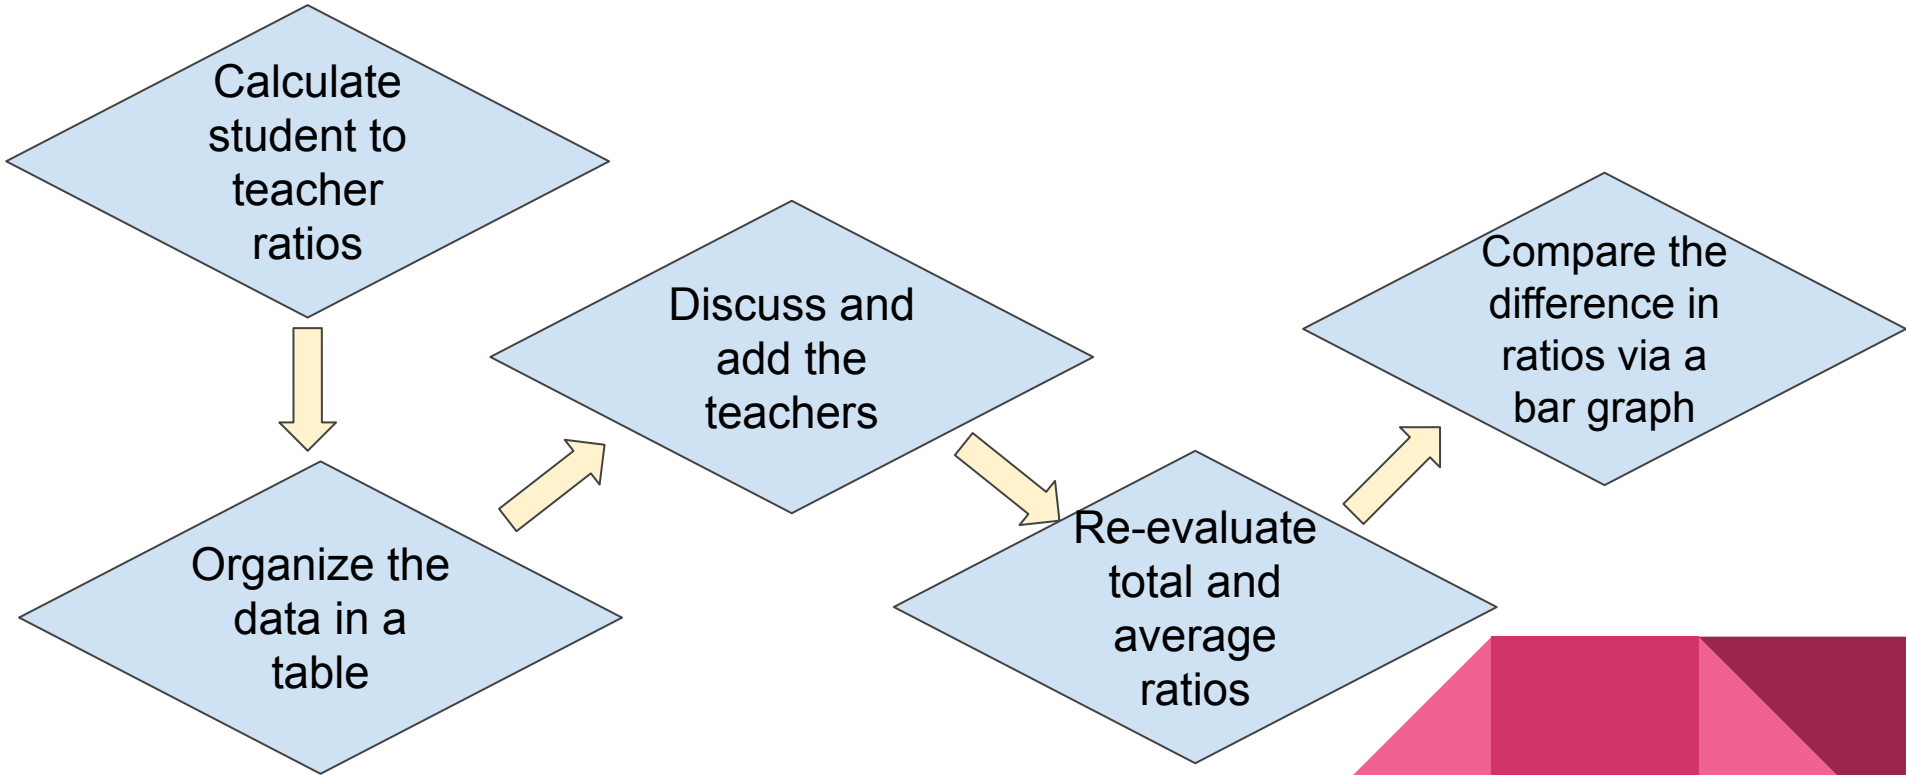 Calculate
student to
teacher
ratios
Organize the
data in a
table
Discuss and
add the
teachers
Re-evaluate
total and
average
ratios
Compare the
difference in
ratios via a
bar graph